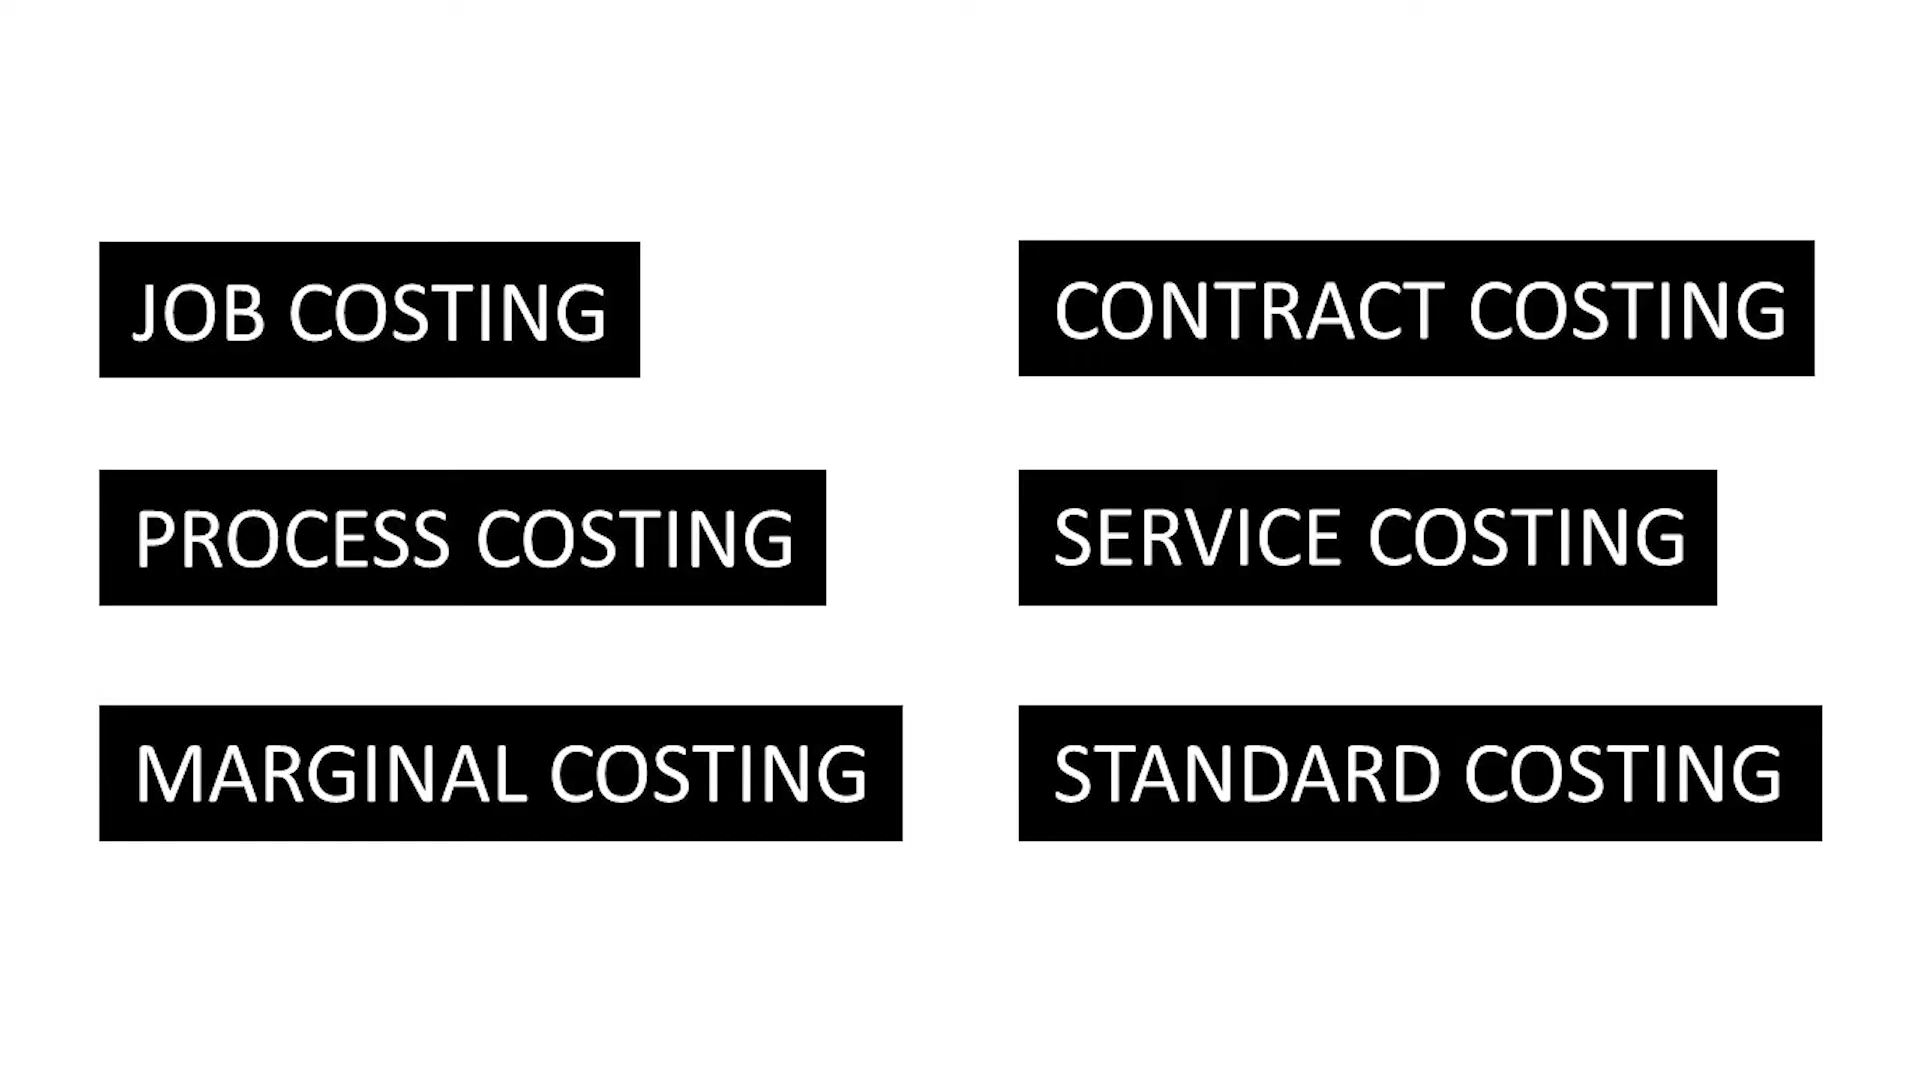 JOB COSTING
CONTRACT COSTING
PROCESS COSTING
SERVICE COSTING
MARGINAL COSTING
STANDARD COSTING